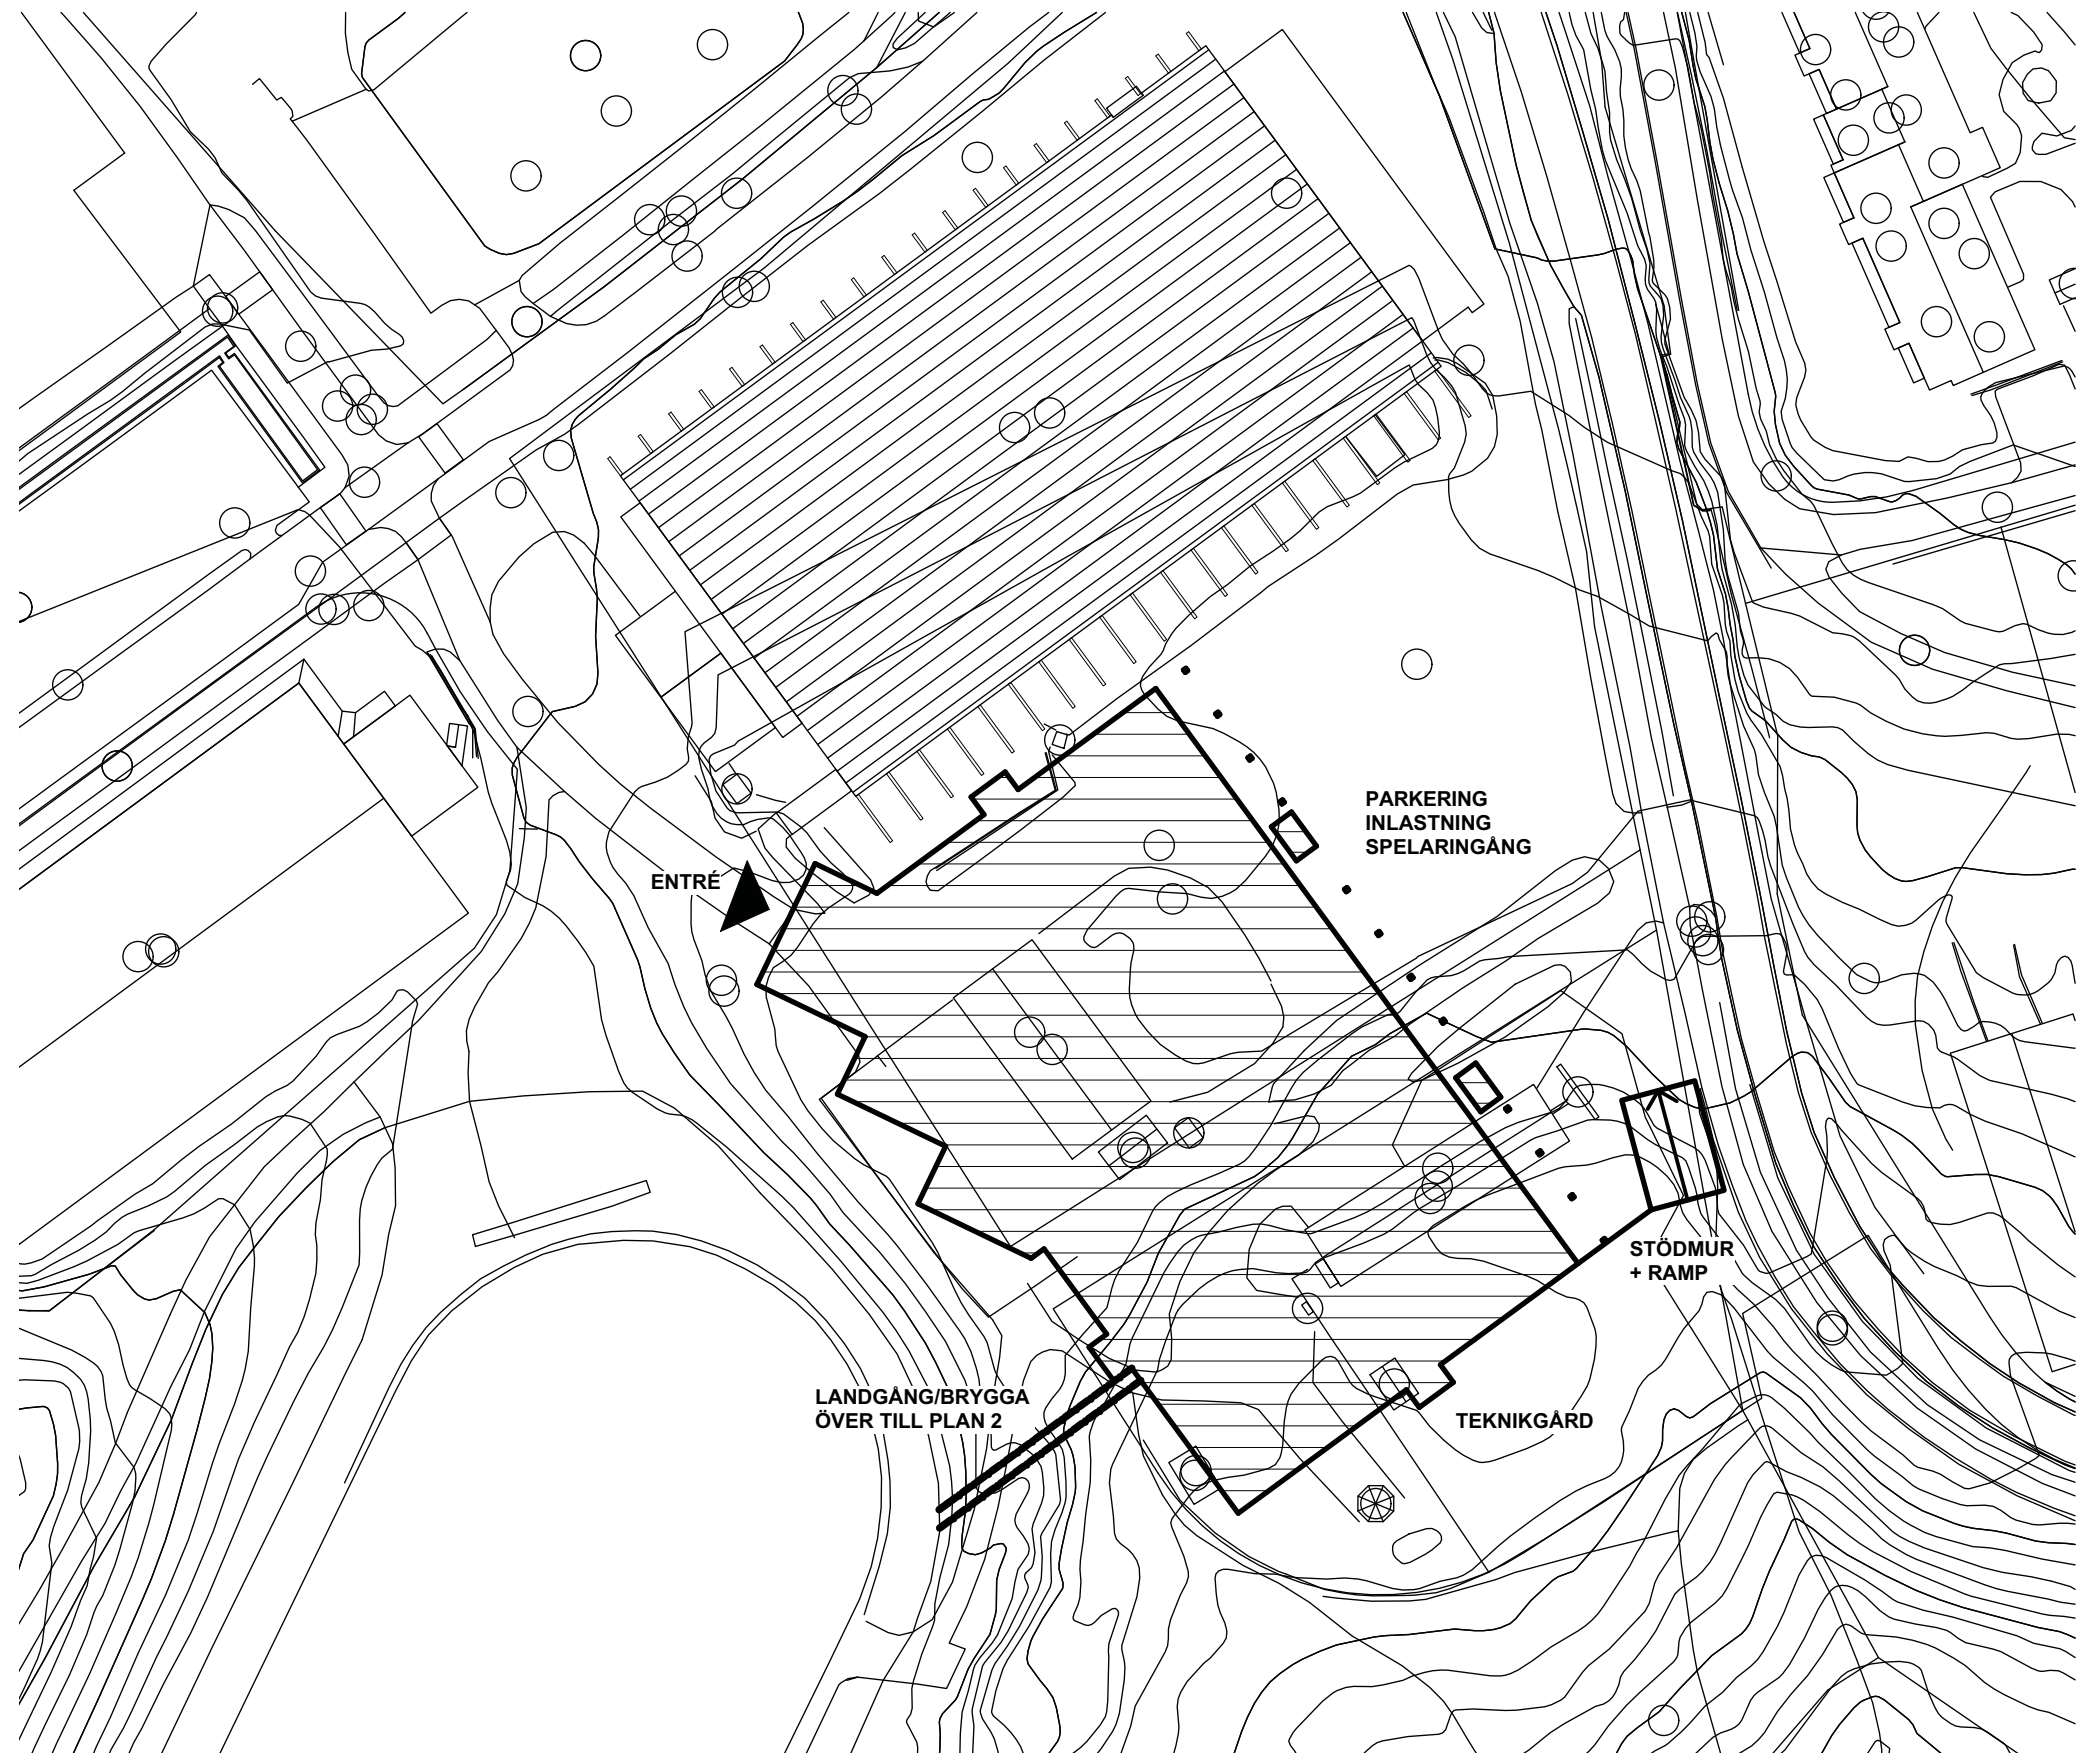 PARKERING
INLASTNING
SPELARINGÅNG
ENTRÉ
STÖDMUR
+ RAMP
LANDGÅNG/BRYGGA
ÖVER TILL PLAN 2
TEKNIKGÅRD